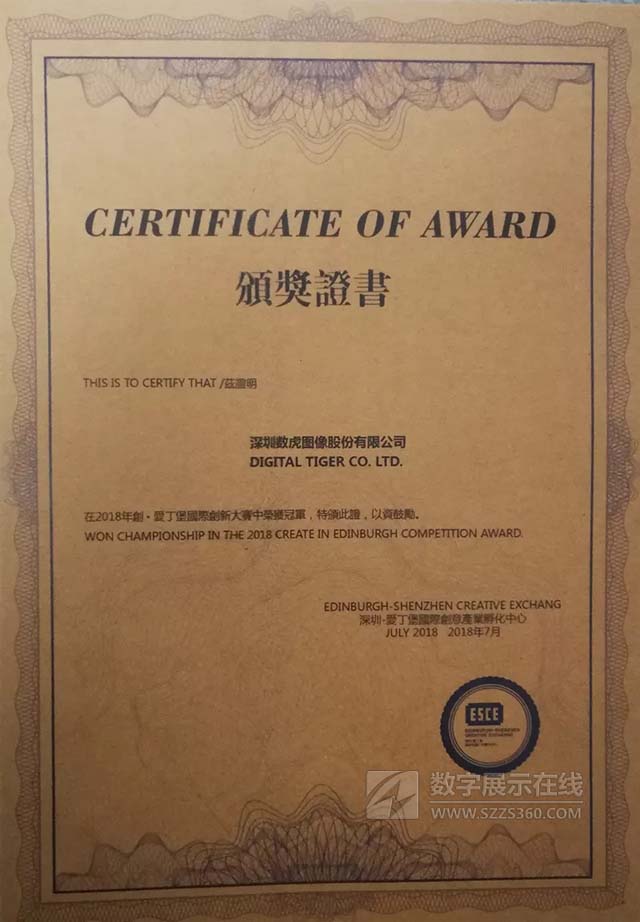 CERTIFICATE OF AWARD
頒獎證書
THIS IS TO CERTIFY THAT /茲證明
深圳数虎图像股份有限公司
DIGITAL TIGER CO. LTD.
在2018年創·愛丁堡國際創新大賽中榮獲冠軍，特頒此證，以資鼓勵。
WON CHAMPIONSHIP IN THE 2018 CREATE IN EDINBURGH COMPETITION AWARD.
EDINBURGH-SHENZHEN CREATIVE EXCHANG
深圳-愛丁堡國際創意產業孵化中心
JULY 2018 2018年7月
ESCE
EDINBURGH-SHENZHEN
CREATIVE EXCHANGE
数字展示在线
WWW.SZZS360.COM